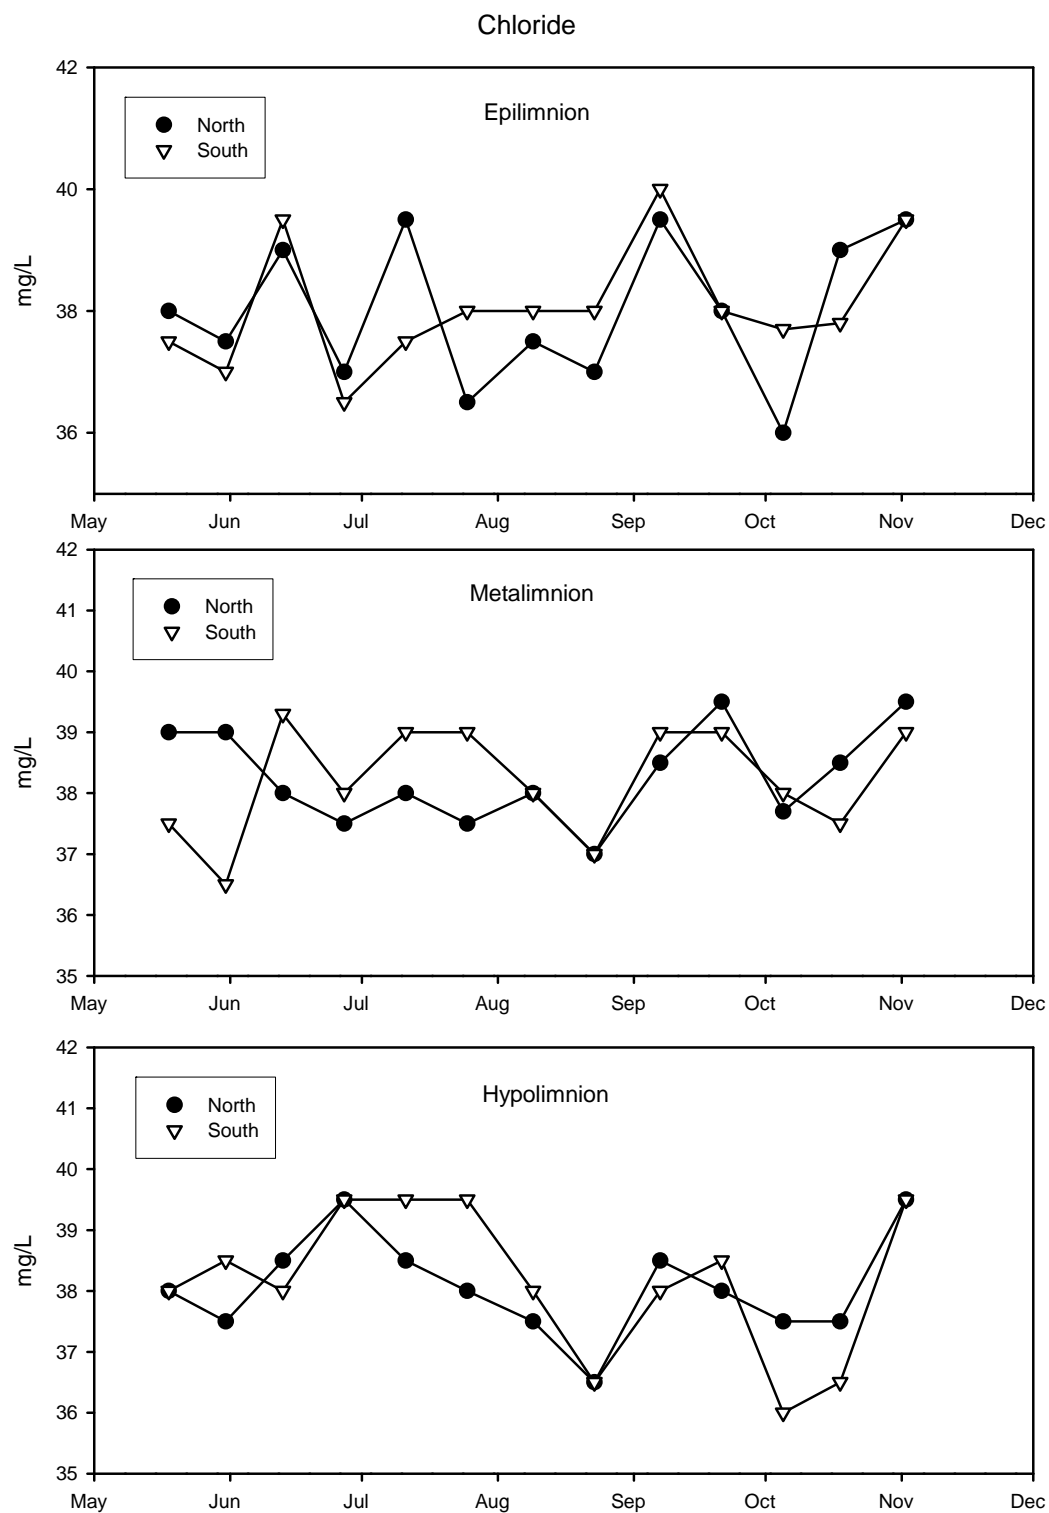 Chloride
42
40
38
36
mg/L
Epilimnion
North
South
May Jun Jul Aug Sep Oct Nov Dec
42
41
40
39
38
37
36
35
mg/L
Metalimnion
North
South
May Jun Jul Aug Sep Oct Nov Dec
42
41
40
39
38
37
36
35
mg/L
Hypolimnion
North
South
May Jun Jul Aug Sep Oct Nov Dec